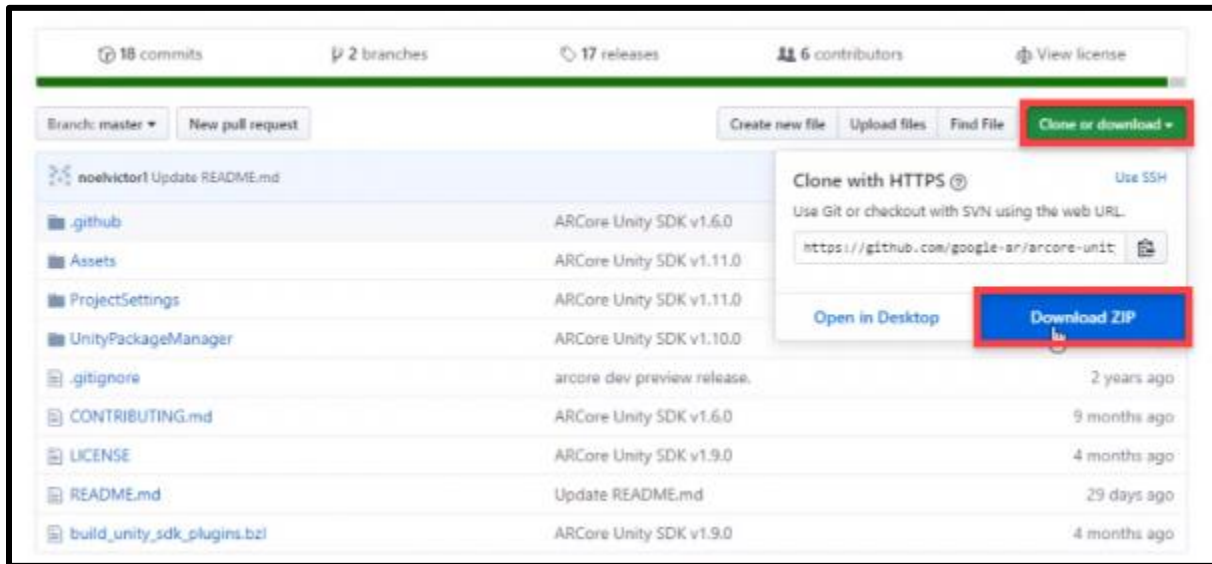 18 commits 2 branches 17 releases 6 contributors View license
Branch: master New pull request Create new file Upload files Find File Clone or download
noelvictor1 Update README.md
Clone with HTTPS Use SSH
Use Git or checkout with SVN using the web URL.
https://github.com/google-ar/arcore-unit
Open in Desktop Download ZIP
.github ARCore Unity SDK v1.6.0
Assets ARCore Unity SDK v1.11.0
ProjectSettings ARCore Unity SDK v1.11.0
UnityPackageManager ARCore Unity SDK v1.10.0
.gitignore arcore dev preview release. 2 years ago
CONTRIBUTING.md ARCore Unity SDK v1.6.0 9 months ago
LICENSE ARCore Unity SDK v1.9.0 4 months ago
README.md Update README.md 29 days ago
build_unity_sdk_plugins.bzl ARCore Unity SDK v1.9.0 4 months ago